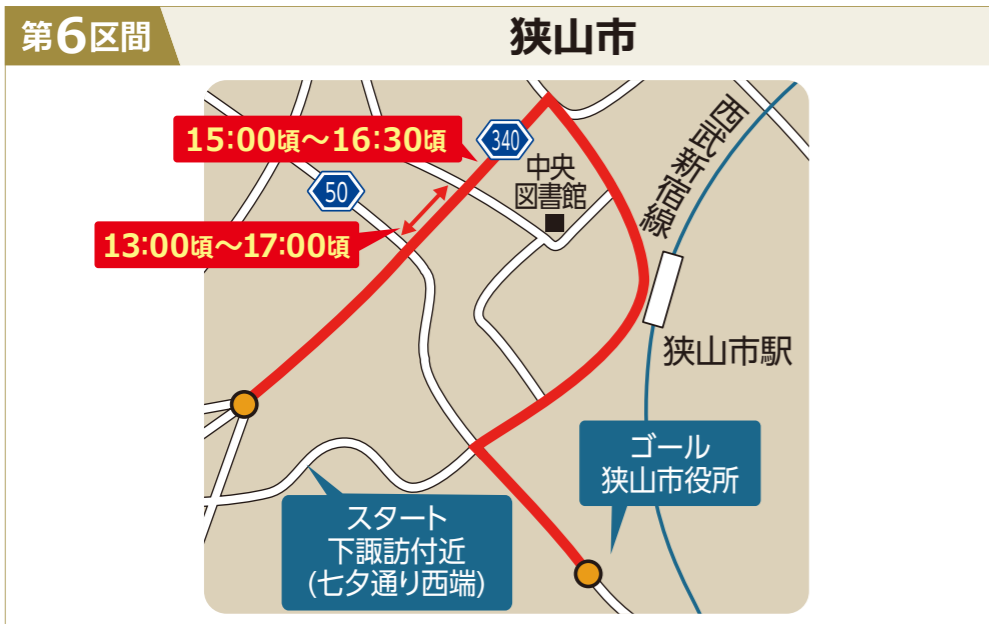 第6区間
狭山市
15:00頃～16:30頃
340
中央
図書館
西武新宿線
50
13:00頃～17:00頃
狭山市駅
ゴール
狭山市役所
スタート
下諏訪付近
(七夕通り西端)